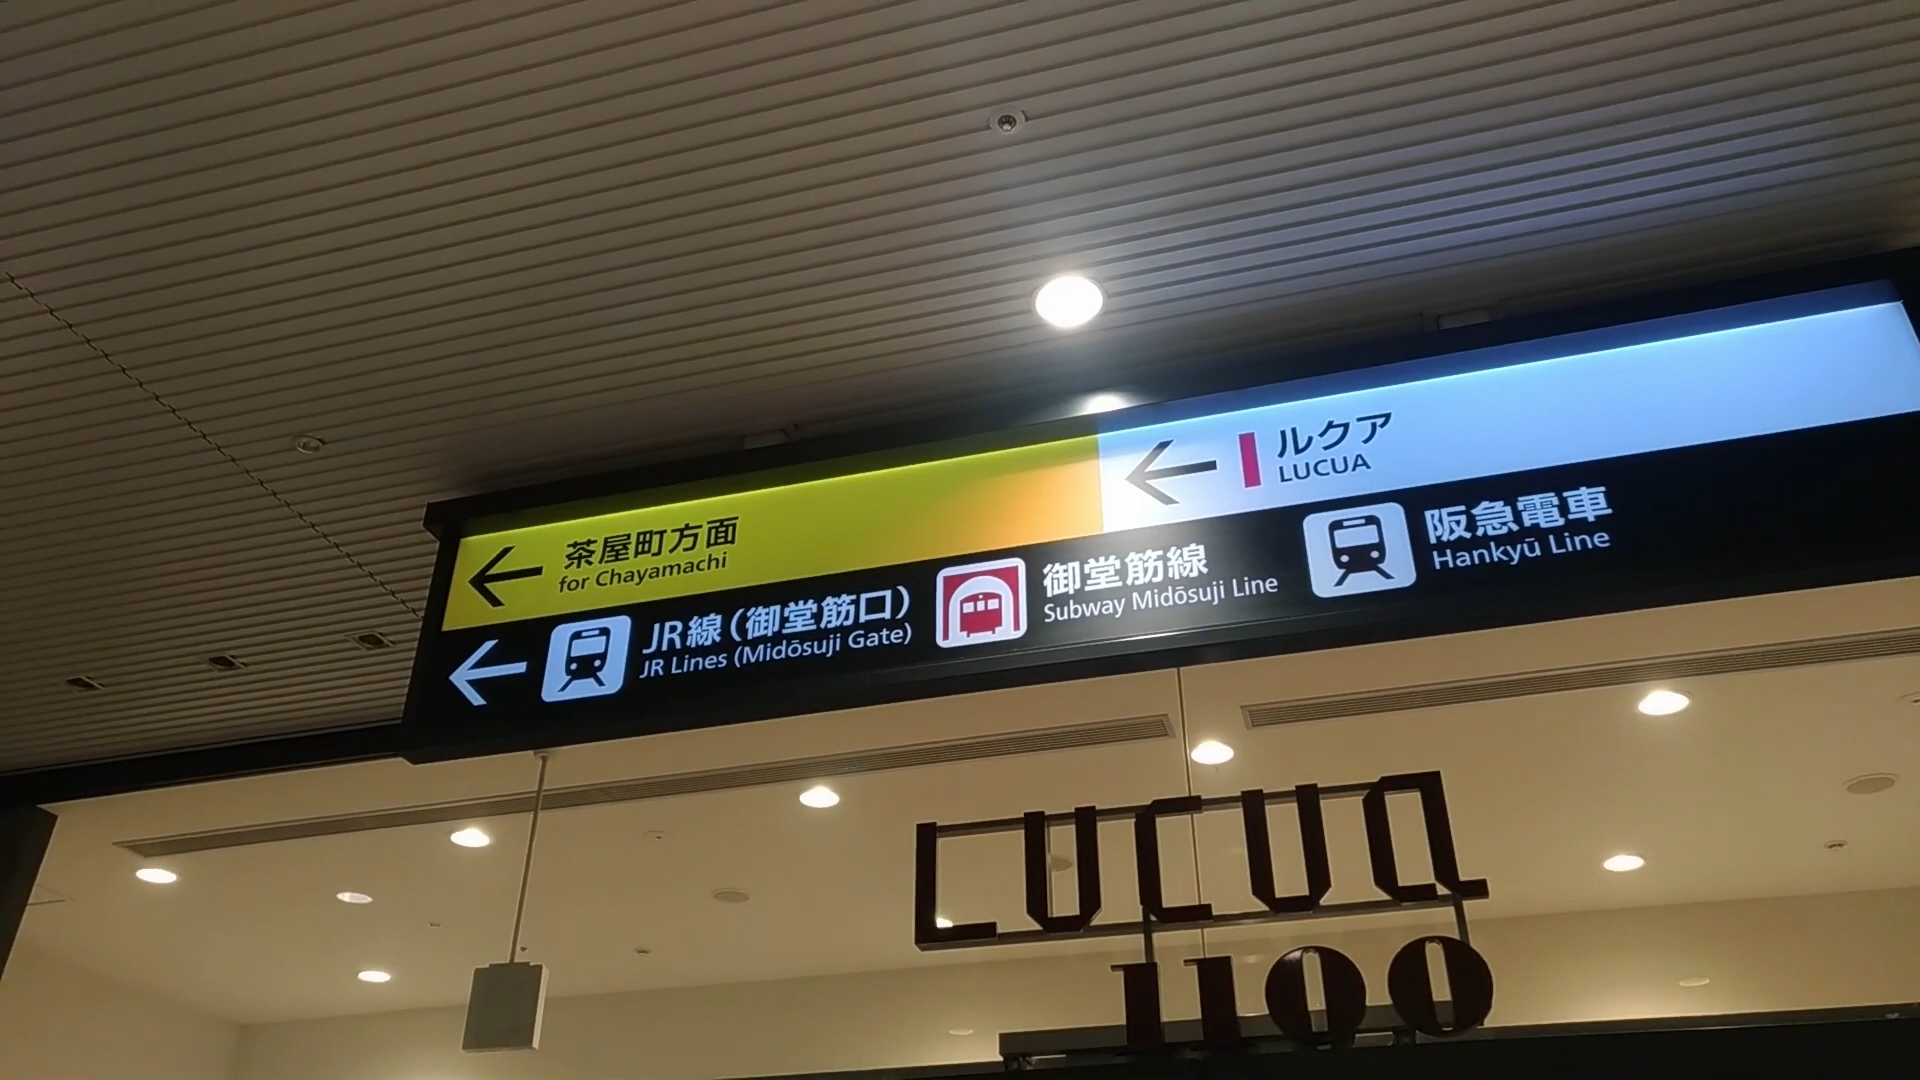 茶屋町方面
for Chayamachi
ルクア
LUCUA
JR線(御堂筋口)
JR Lines (Midōsuji Gate)
御堂筋線
Subway Midōsuji Line
阪急電車
Hankyū Line
LUCUA
1100